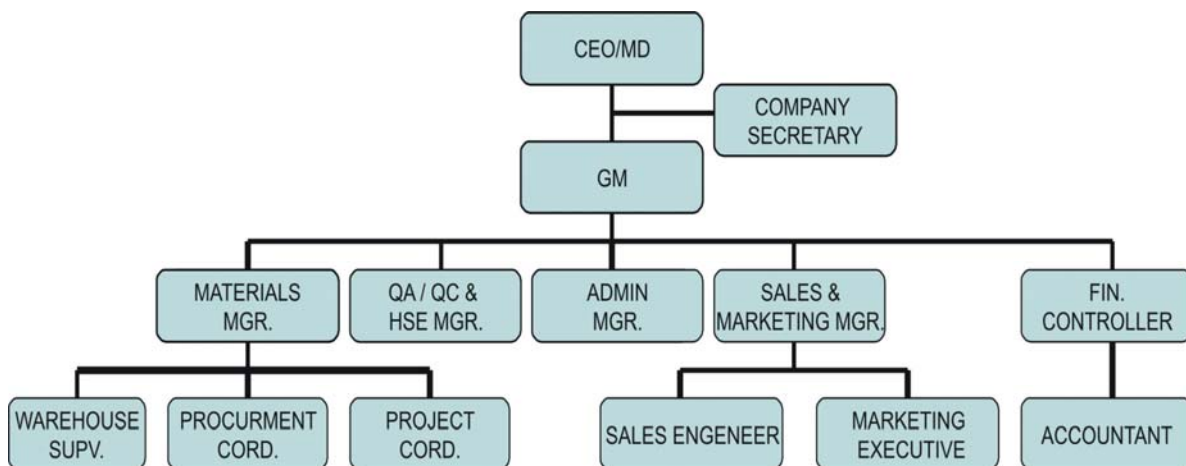 CEO/MD
COMPANY
SECRETARY
GM
MATERIALS
MGR.
QA / QC &
HSE MGR.
ADMIN
MGR.
SALES &
MARKETING MGR.
FIN.
CONTROLLER
WAREHOUSE
SUPV.
PROCURMENT
CORD.
PROJECT
CORD.
SALES ENGENEER
MARKETING
EXECUTIVE
ACCOUNTANT